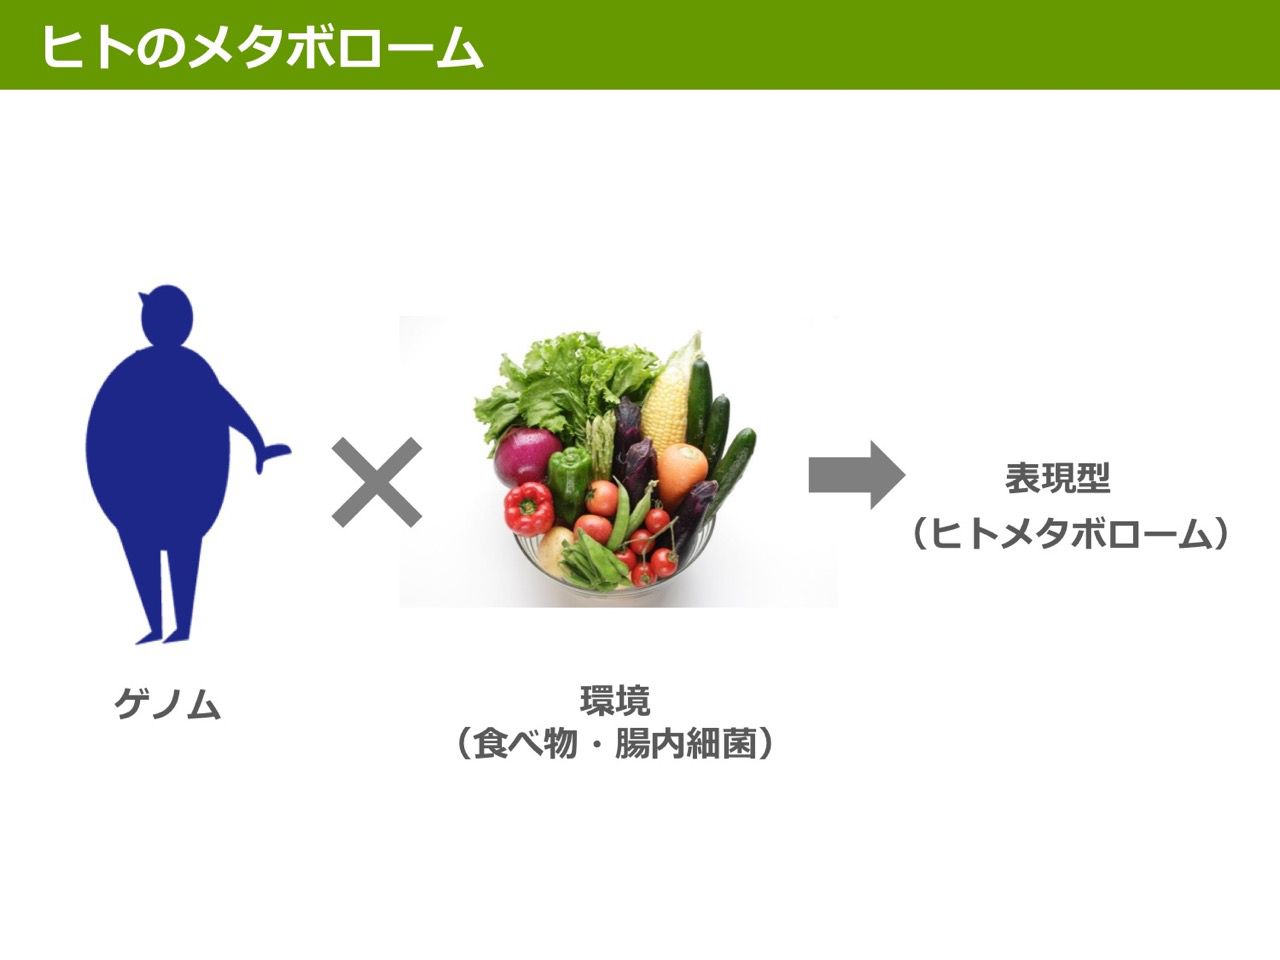 ヒトのメタボローム
ゲノム
環境
（食べ物・腸内細菌）
表現型
（ヒトメタボローム）